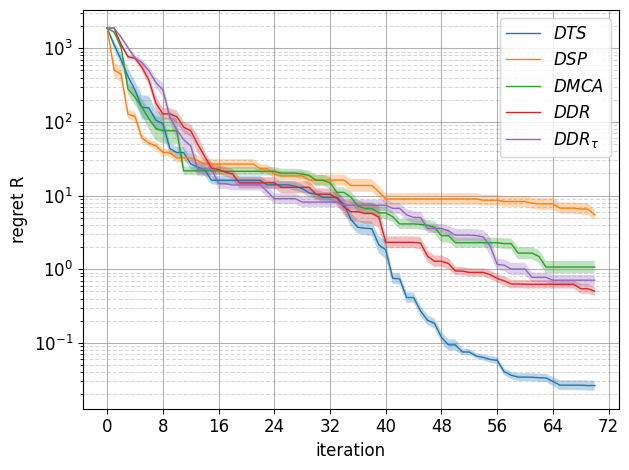 DTS
DSP
DMCA
DDR
DDR_τ
regret R
10³
10²
10¹
10⁰
10⁻¹
0 8 16 24 32 40 48 56 64 72
iteration